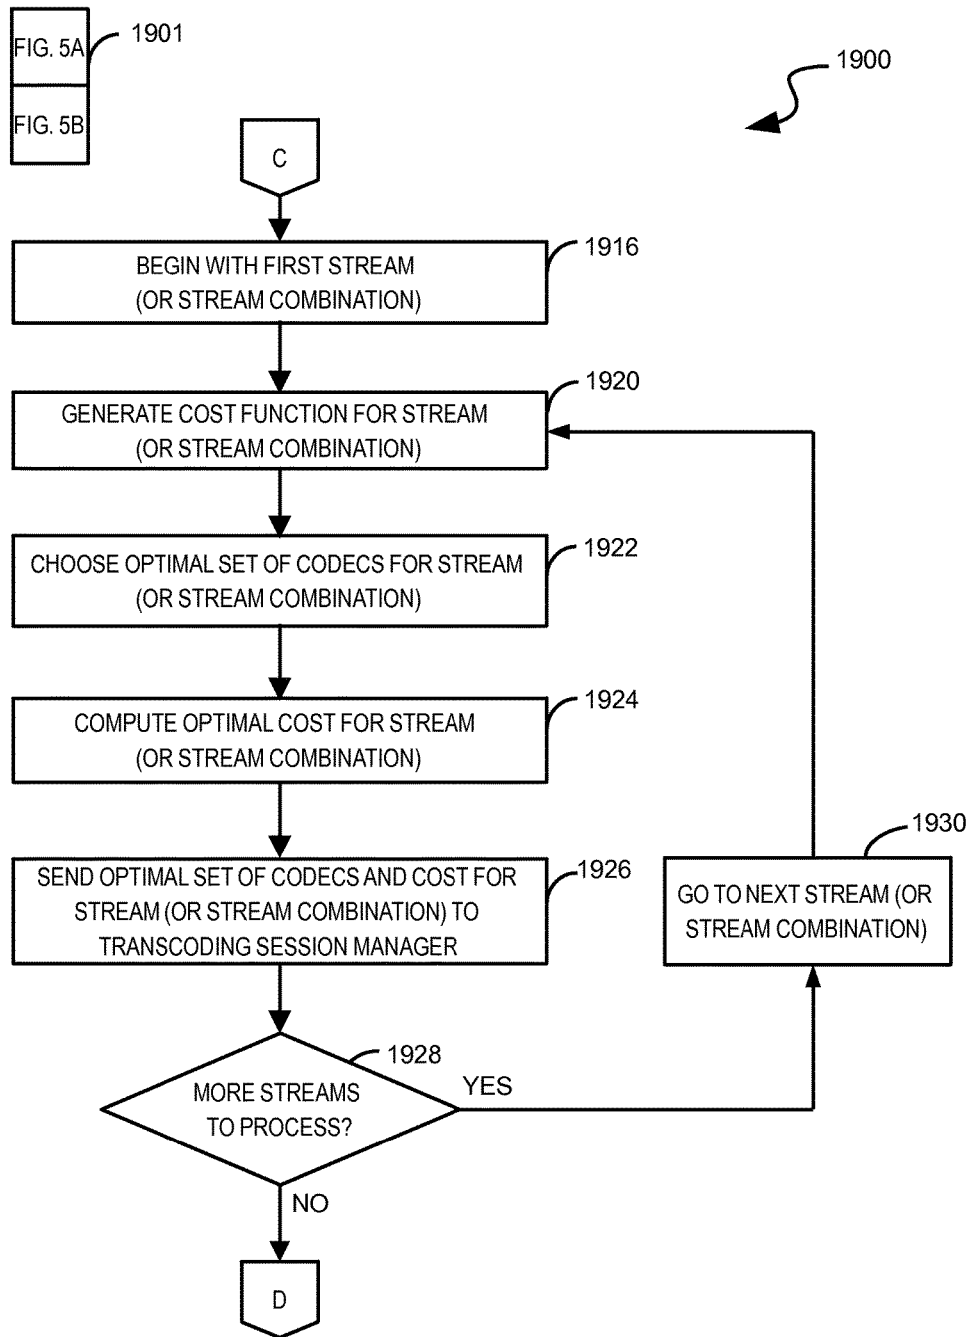 FIG. 5A
1901
FIG. 5B
1900
C
BEGIN WITH FIRST STREAM
(OR STREAM COMBINATION)
1916
GENERATE COST FUNCTION FOR STREAM
(OR STREAM COMBINATION)
1920
CHOOSE OPTIMAL SET OF CODECS FOR STREAM
(OR STREAM COMBINATION)
1922
COMPUTE OPTIMAL COST FOR STREAM
(OR STREAM COMBINATION)
1924
SEND OPTIMAL SET OF CODECS AND COST FOR
STREAM (OR STREAM COMBINATION) TO
TRANSCODING SESSION MANAGER
1926
GO TO NEXT STREAM (OR
STREAM COMBINATION)
1930
MORE STREAMS
TO PROCESS?
1928
YES
NO
D